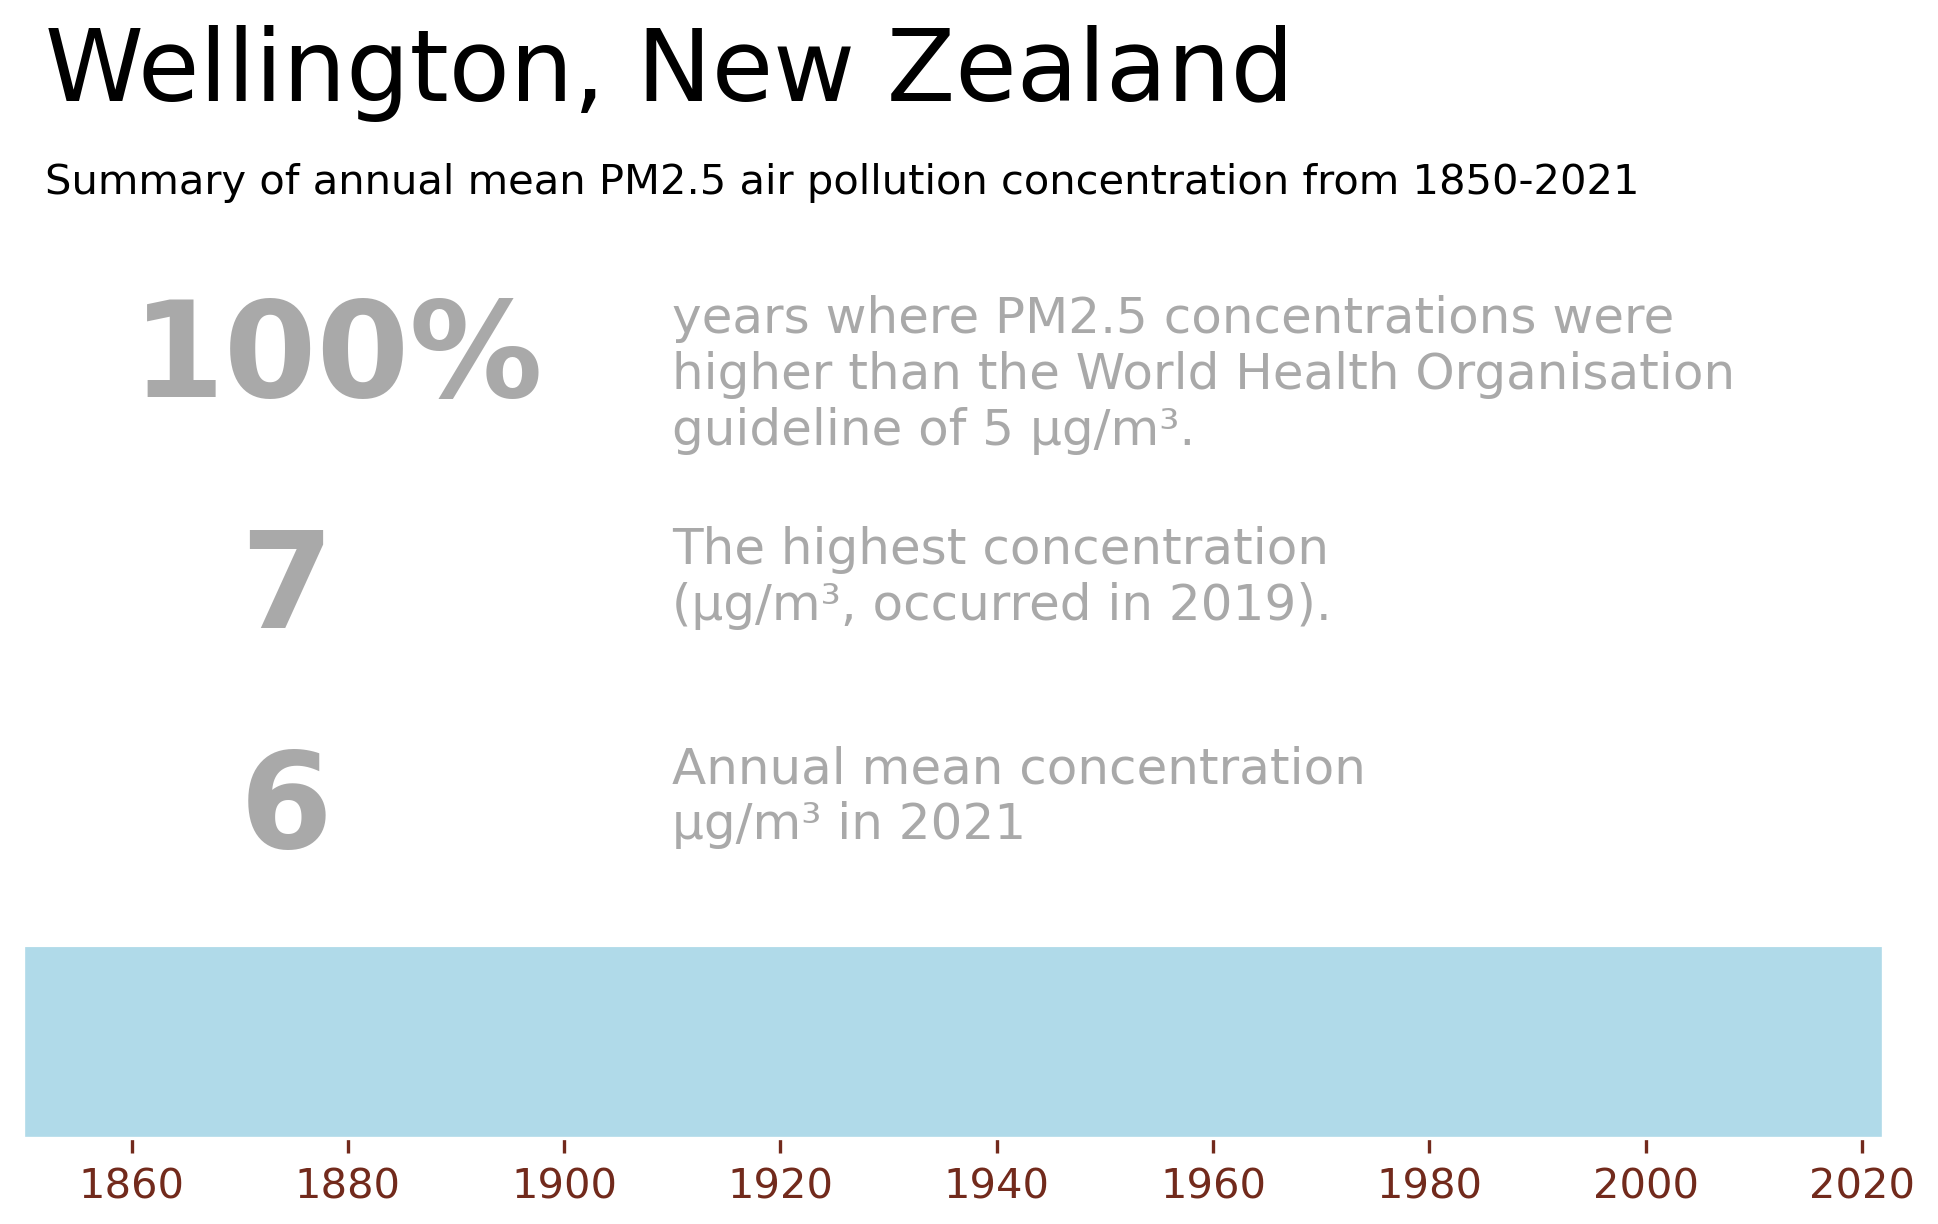 Wellington, New Zealand
Summary of annual mean PM2.5 air pollution concentration from 1850-2021
100%
years where PM2.5 concentrations were
higher than the World Health Organisation
guideline of 5 µg/m³.
7
The highest concentration
(µg/m³, occurred in 2019).
6
Annual mean concentration
µg/m³ in 2021
1860 1880 1900 1920 1940 1960 1980 2000 2020